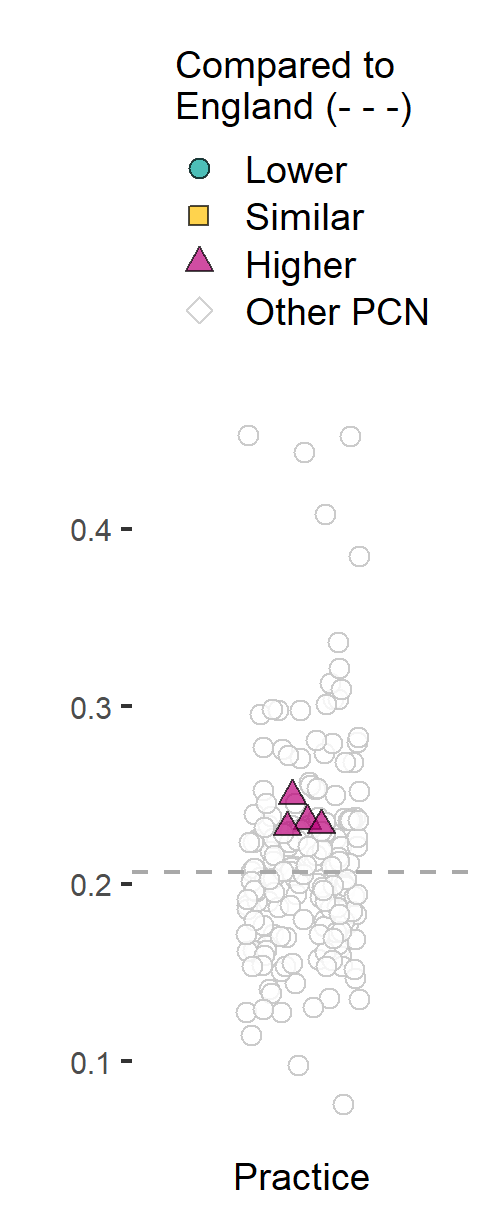 Compared to
England (- - -)
Lower
Similar
Higher
Other PCN
0.4
0.3
0.2
0.1
Practice